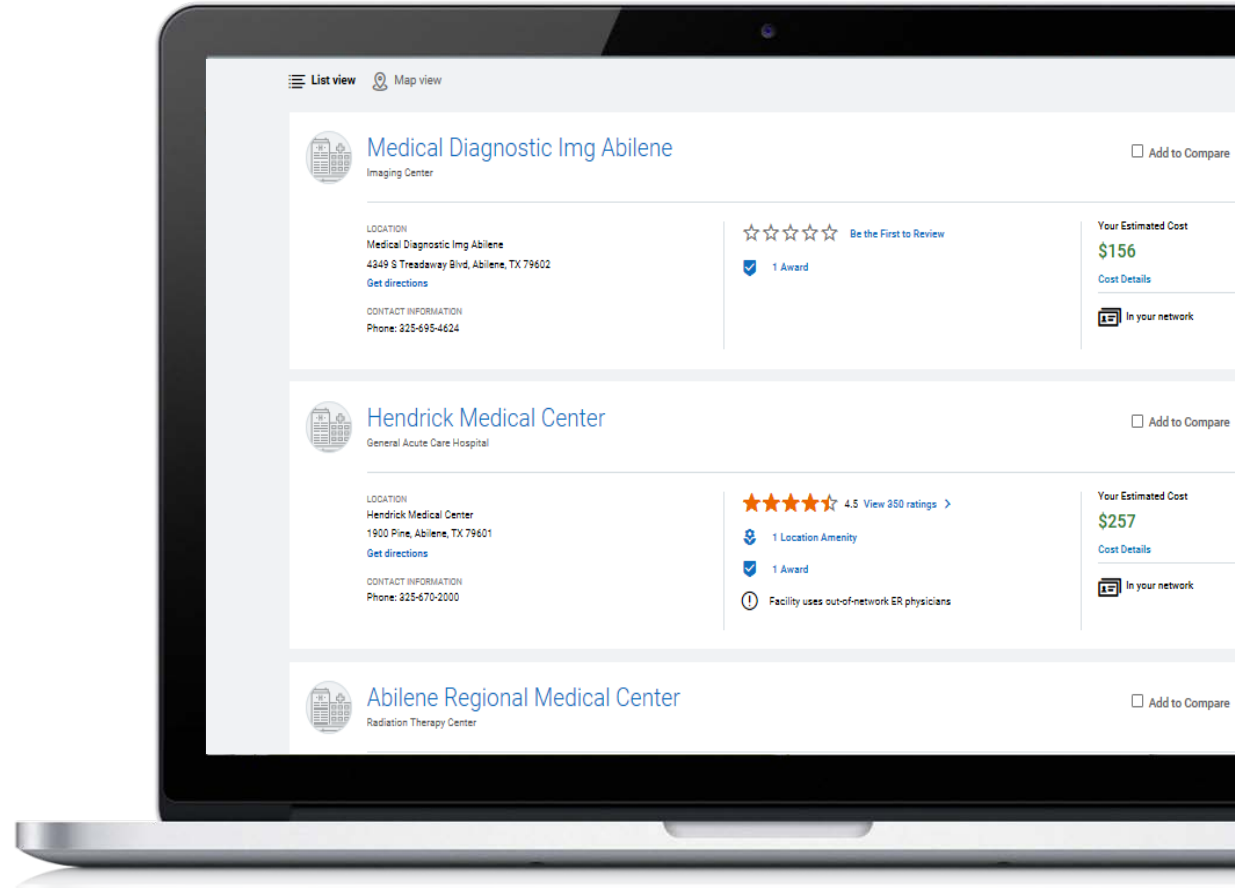 List view
Map view
Medical Diagnostic Img Abilene
Add to Compare
Imaging Center
LOCATION
Medical Diagnostic Img Abilene
4349 S Treadaway Blvd, Abilene, TX 79602
Get directions
CONTACT INFORMATION
Phone: 325-695-4624
Be the First to Review
1 Award
Your Estimated Cost
$156
Cost Details
In your network
Hendrick Medical Center
Add to Compare
General Acute Care Hospital
LOCATION
Hendrick Medical Center
1900 Pine, Abilene, TX 79601
Get directions
CONTACT INFORMATION
Phone: 325-670-2000
4.5 View 350 ratings >
1 Location Amenity
1 Award
Facility uses out-of-network ER physicians
Your Estimated Cost
$257
Cost Details
In your network
Abilene Regional Medical Center
Add to Compare
Radiation Therapy Center